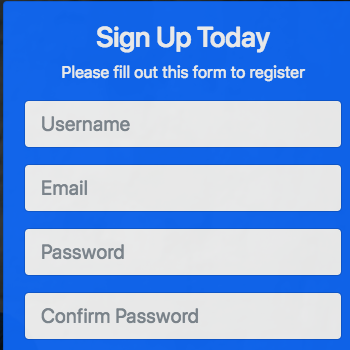 Sign Up Today
Please fill out this form to register
Username
Email
Password
Confirm Password